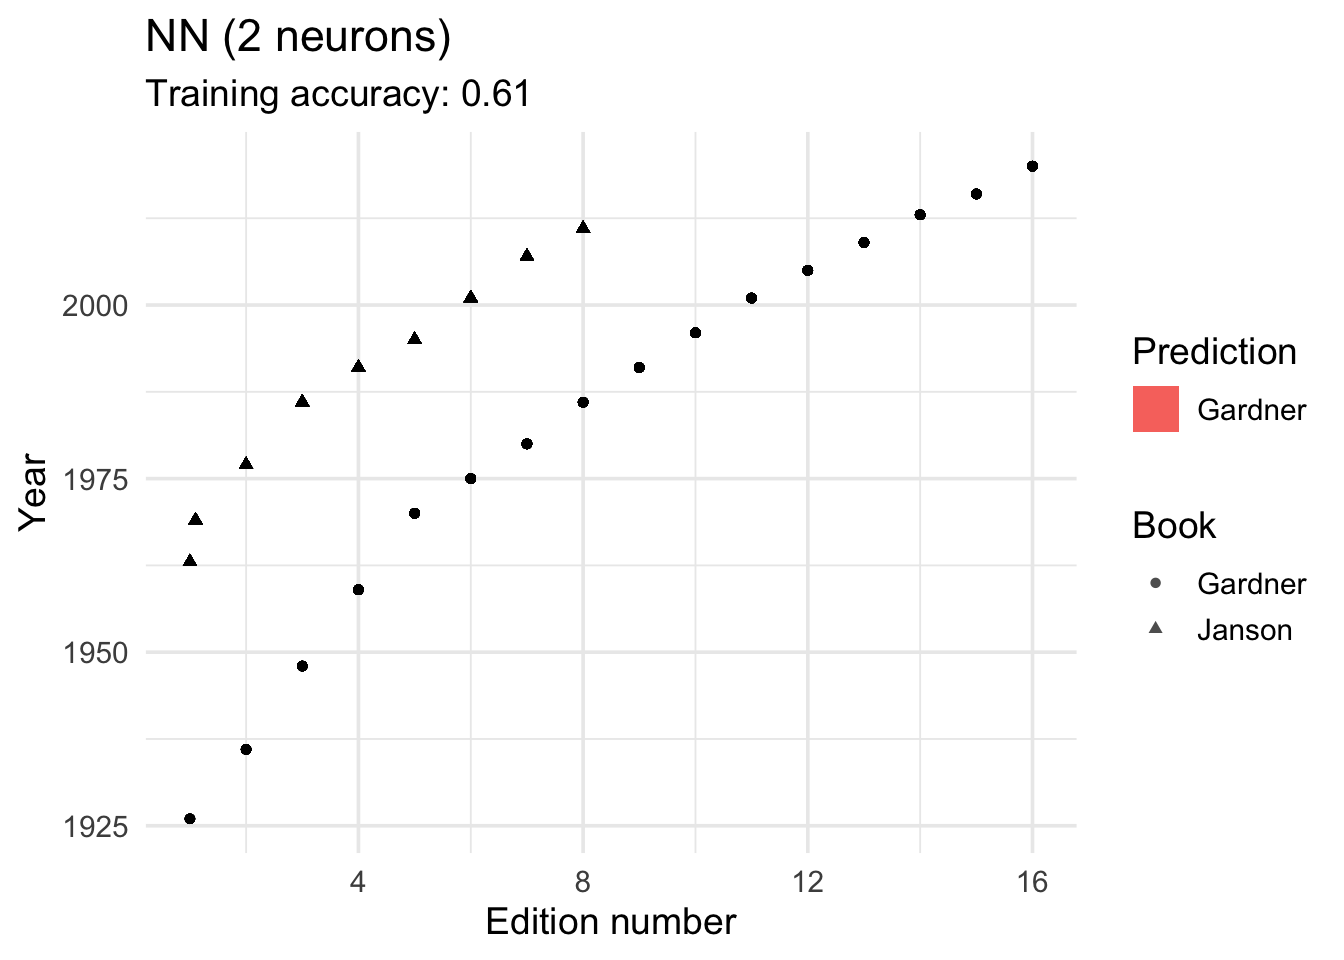 NN (2 neurons)
Training accuracy: 0.61
2000
1975
1950
1925
Year
4 8 12 16
Edition number
Prediction
Gardner
Book
Gardner
Janson